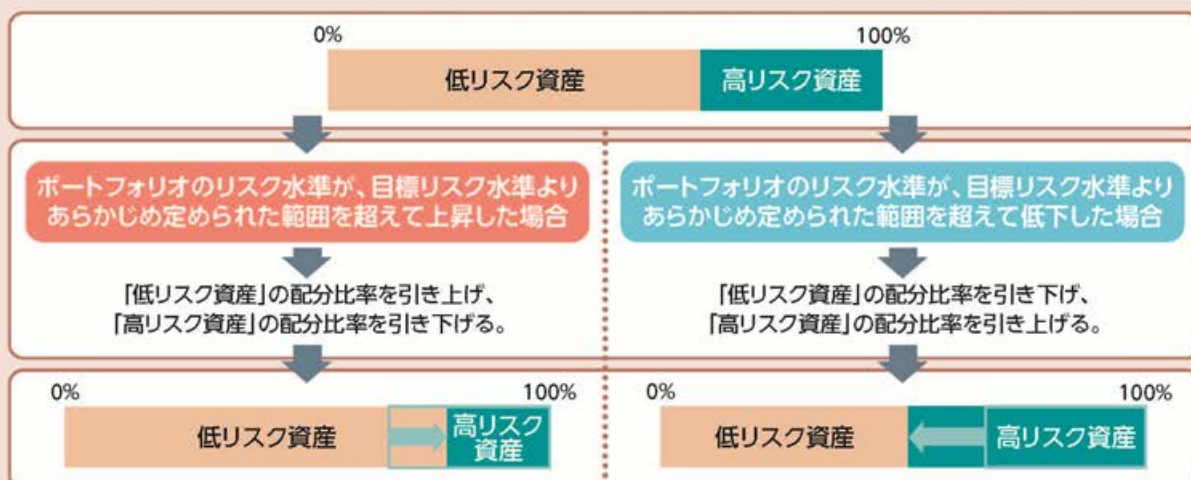 0%
100%
低リスク資産
高リスク資産
ポートフォリオのリスク水準が、目標リスク水準より
あらかじめ定められた範囲を超えて上昇した場合
「低リスク資産」の配分比率を引き上げ、
「高リスク資産」の配分比率を引き下げる。
0%
100%
低リスク資産
高リスク
資産
ポートフォリオのリスク水準が、目標リスク水準より
あらかじめ定められた範囲を超えて低下した場合
「低リスク資産」の配分比率を引き下げ、
「高リスク資産」の配分比率を引き上げる。
0%
100%
低リスク資産
高リスク資産